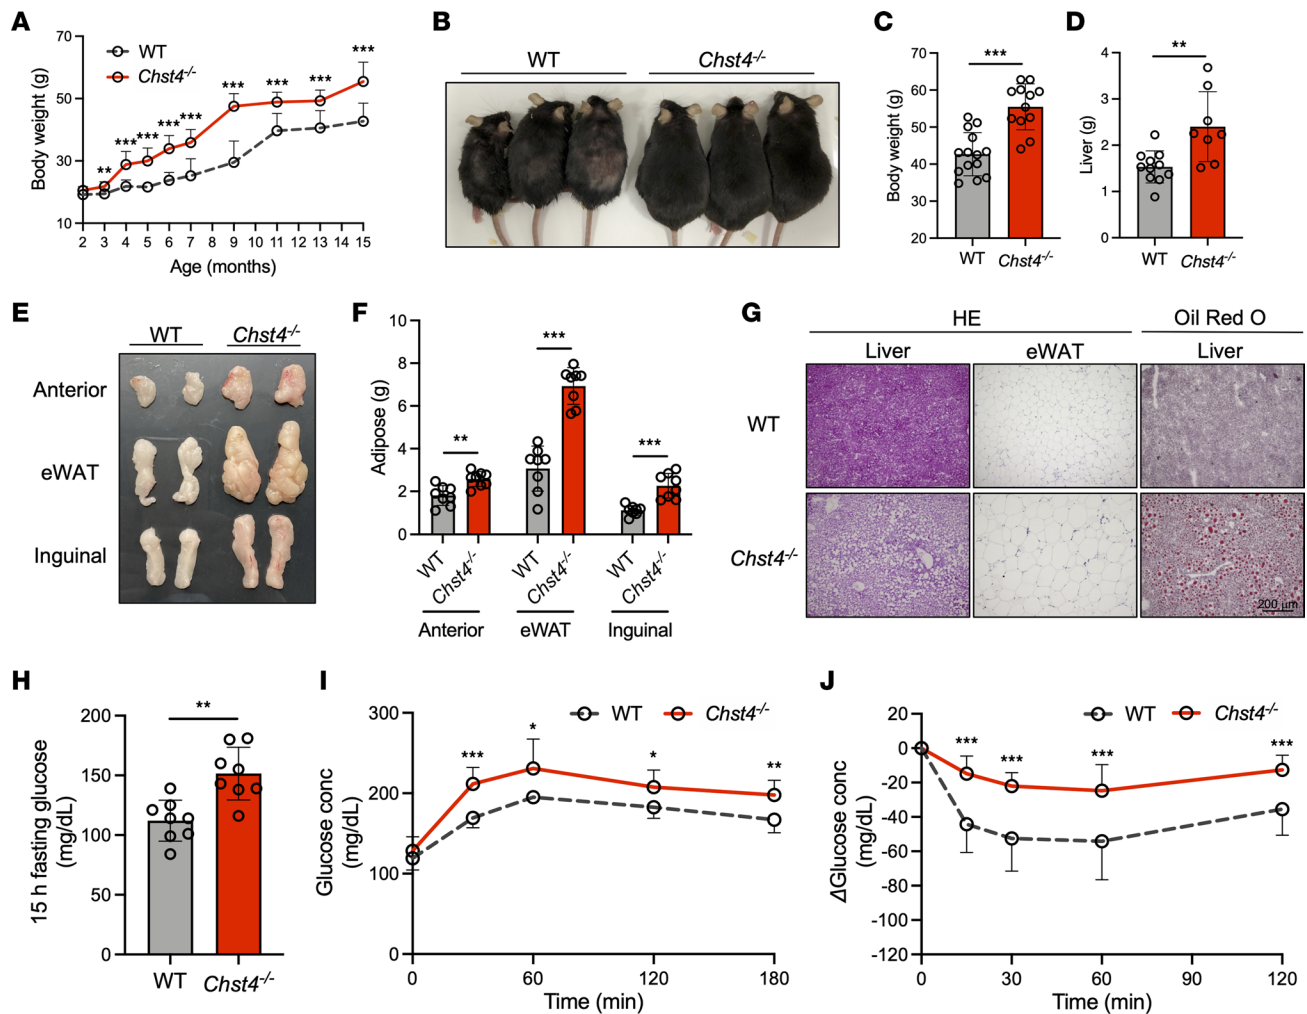 A
Body weight (g)
70
50
30
10
WT
Chst4-/-
**
***
***
***
***
***
***
***
***
2 3 4 5 6 7 9 11 13 14 15
Age (months)
B
WT Chst4-/-
C
Body weight (g)
70
60
50
40
30
20
***
WT Chst4-/-
D
Liver (g)
4
3
2
1
0
**
WT Chst4-/-
E
WT Chst4-/-
Anterior
eWAT
Inguinal
F
Adipose (g)
10
8
6
4
2
0
** *** ***
WT Chst4-/- WT Chst4-/- WT Chst4-/-
Anterior eWAT Inguinal
G
HE Oil Red O
Liver eWAT Liver
WT
Chst4-/-
200 µm
H
15 h fasting glucose
(mg/dL)
200
150
100
50
0
**
WT Chst4-/-
I
Glucose conc
(mg/dL)
300
200
100
0
WT Chst4-/-
*** * * **
0 60 120 180
Time (min)
J
ΔGlucose conc
(mg/dL)
20
0
-20
-40
-60
-80
-100
-120
WT Chst4-/-
*** *** *** ***
0 30 60 90 120
Time (min)